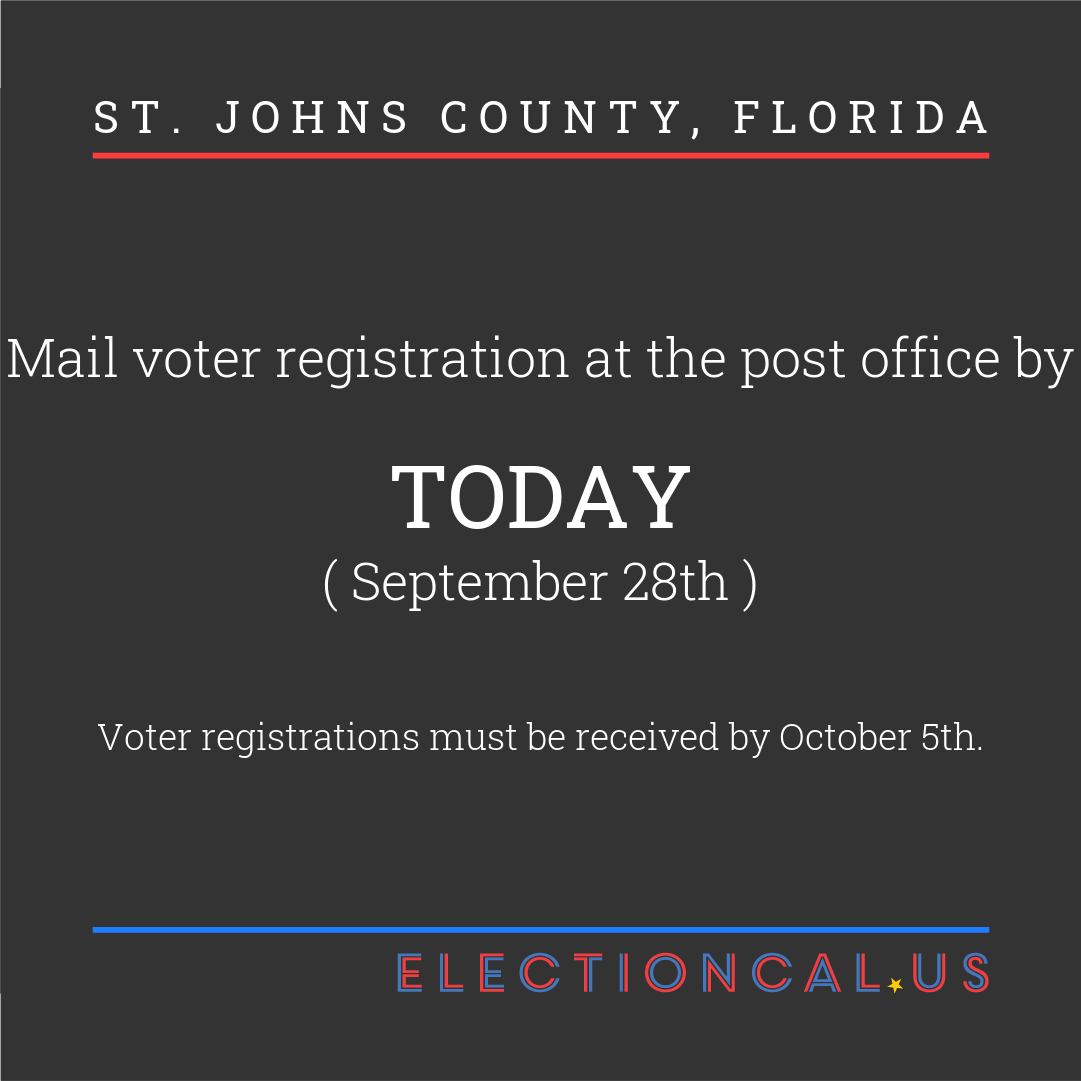 ST. JOHNS COUNTY, FLORIDA
Mail voter registration at the post office by
TODAY
( September 28th )
Voter registrations must be received by October 5th.
ELECTIONCAL.US